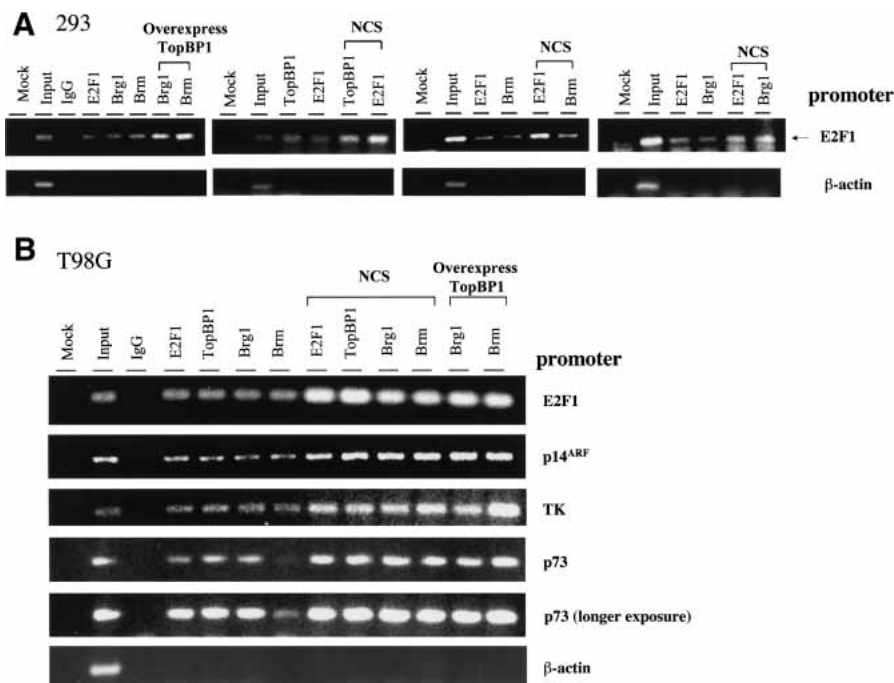 A 293
Overexpress
TopBP1
NCS
NCS
NCS
Mock Input IgG E2F1 Brg1 Brm Brg1 Brm
Mock Input TopBP1 E2F1 TopBP1 E2F1
Mock Input E2F1 Brm E2F1 Brm
Mock Input E2F1 Brg1 E2F1 Brg1
promoter
← E2F1
β-actin
B T98G
NCS
Overexpress
TopBP1
Mock Input IgG E2F1 TopBP1 Brg1 Brm E2F1 TopBP1 Brg1 Brm Brg1 Brm
promoter
E2F1
p14ARF
TK
p73
p73 (longer exposure)
β-actin